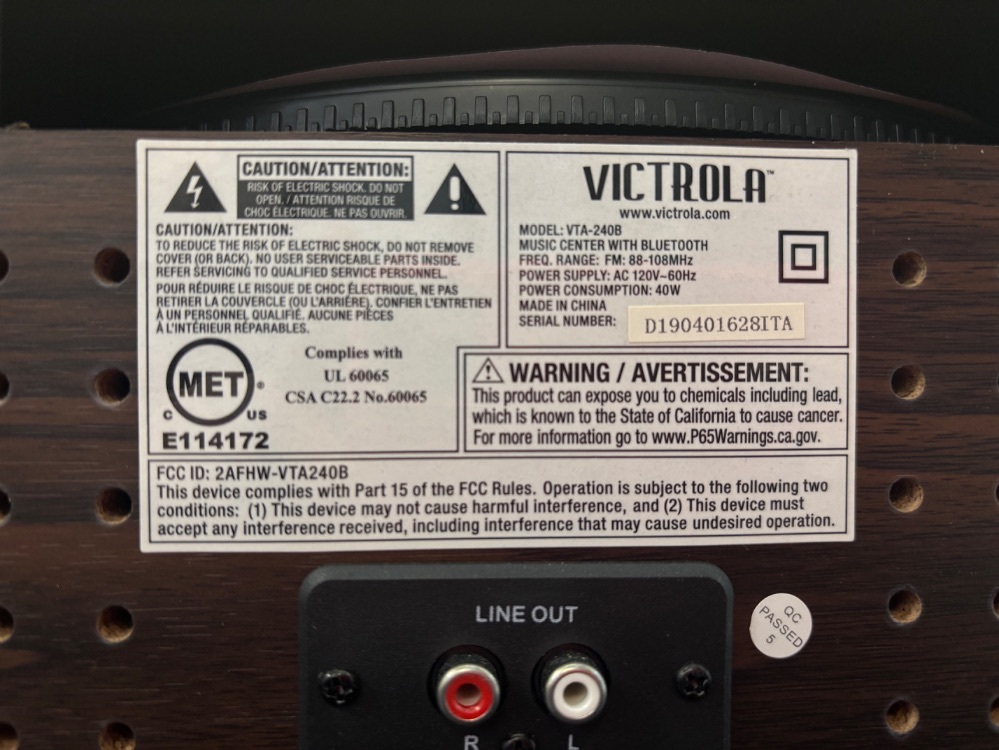 CAUTION/ATTENTION:
RISK OF ELECTRIC SHOCK. DO NOT
OPEN. / ATTENTION RISQUE DE
CHOC ÉLECTRIQUE. NE PAS OUVRIR.
CAUTION/ATTENTION:
TO REDUCE THE RISK OF ELECTRIC SHOCK, DO NOT REMOVE
COVER (OR BACK). NO USER SERVICEABLE PARTS INSIDE.
REFER SERVICING TO QUALIFIED SERVICE PERSONNEL.
POUR RÉDUIRE LE RISQUE DE CHOC ÉLECTRIQUE, NE PAS
RETIRER LA COUVERCLE (OU L'ARRIÈRE). CONFIER L'ENTRETIEN
À UN PERSONNEL QUALIFIÉ. AUCUNE PIÈCES
À L'INTÉRIEUR RÉPARABLES.
MET®
C US
E114172
Complies with
UL 60065
CSA C22.2 No.60065
VICTROLA™
www.victrola.com
MODEL: VTA-240B
MUSIC CENTER WITH BLUETOOTH
FREQ. RANGE: FM: 88-108MHz
POWER SUPPLY: AC 120V~60Hz
POWER CONSUMPTION: 40W
MADE IN CHINA
SERIAL NUMBER: D190401628ITA
WARNING / AVERTISSEMENT:
This product can expose you to chemicals including lead,
which is known to the State of California to cause cancer.
For more information go to www.P65Warnings.ca.gov.
FCC ID: 2AFHW-VTA240B
This device complies with Part 15 of the FCC Rules. Operation is subject to the following two
conditions: (1) This device may not cause harmful interference, and (2) This device must
accept any interference received, including interference that may cause undesired operation.
LINE OUT
R L
QC
PASSED
5